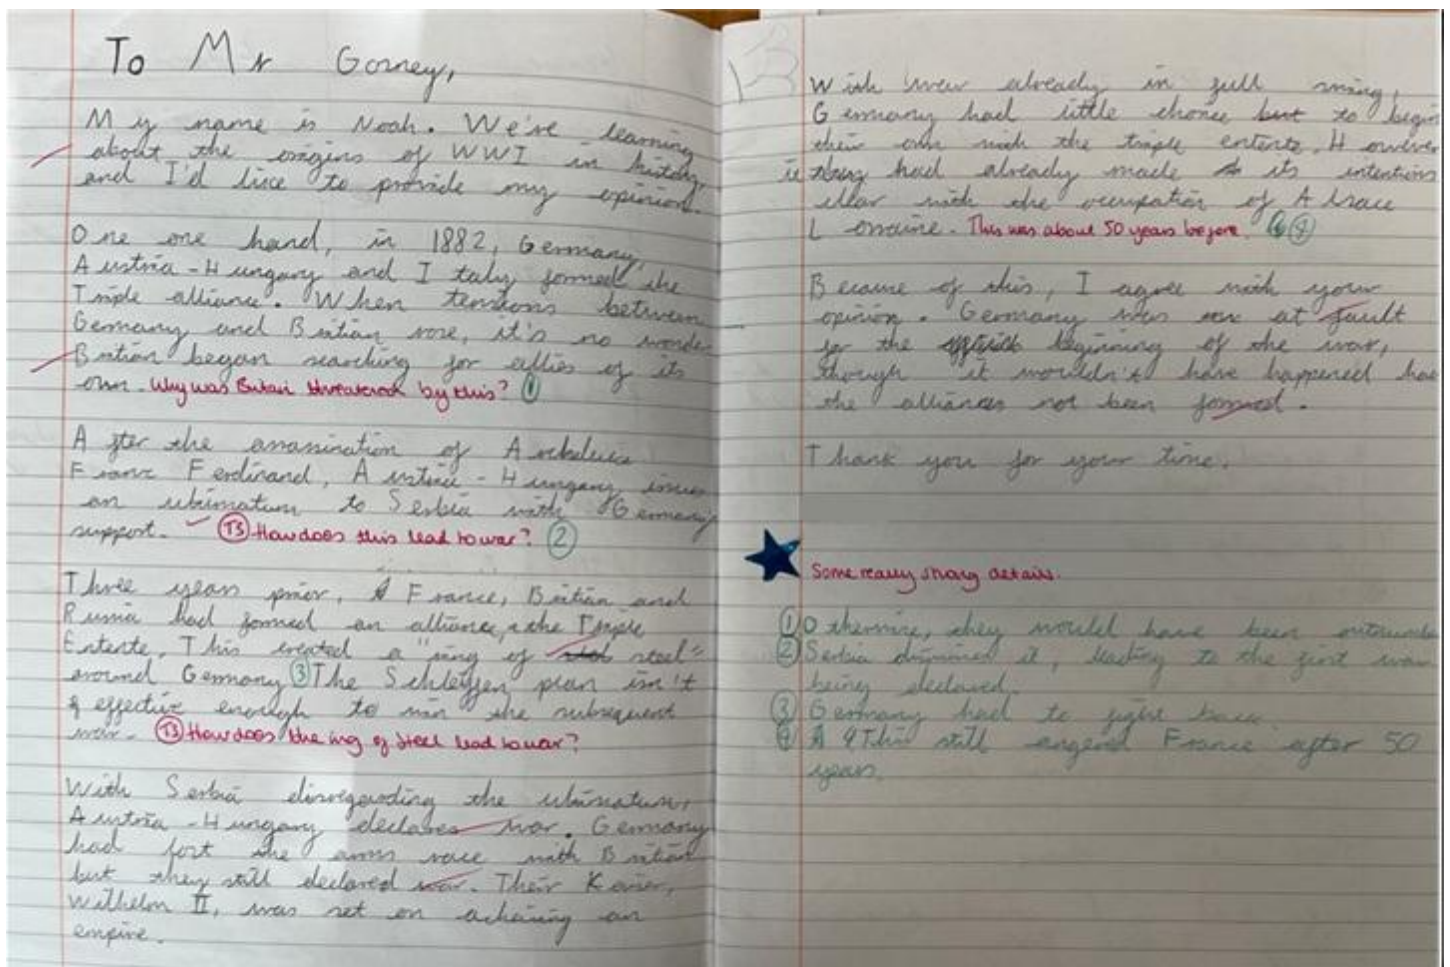 To Mr Gorney,
My name is Noah. We're learning
about the origins of WWI in history,
and I'd like to provide my opinion.
One one hand, in 1882, Germany,
Austria-Hungary and Italy formed the
Triple alliance. When tensions between
Germany and Britian rose, it's no wonder
Britian began searching for allies of its
own. Why was Britain threatened by this? 1
After the assasination of Archduke
Franz Ferdinand, Austria-Hungary issues
an ultimatum to Serbia with Germany's
support. T3 How does this lead to war? 2
Three years prior, France, Britian and
Russia had formed an alliance, the Triple
Entente, This created a "ring of steel"
around Germany 3 The Schleiffen plan isn't
effective enough to win the subsequent
war. T3 How does the ring of steel lead to war?
With Serbia disregarding the ultimatum,
Austria-Hungary declares war. Germany
had lost the arms race with Britian
but they still declared war. Their Kaiser,
Wilhelm II, was set on achieving an
empire.
13
With war already in full swing,
Germany had little choice but to begin
their own with the triple entente. However
it had already made its intentions
clear with the occupation of Alsace
Lorraine. This was about 50 years before. 4
Because of this, I agree with your
opinion. Germany was at fault
for the beginning of the war,
though it wouldn't have happened had
the alliances not been formed.
Thank you for your time.
Some really strong details.
1 Otherwise, they would have been
2 Serbia dismissed it, leading to the first war
being declared.
3 Germany had to fight back.
4 This still angered France after 50
years.